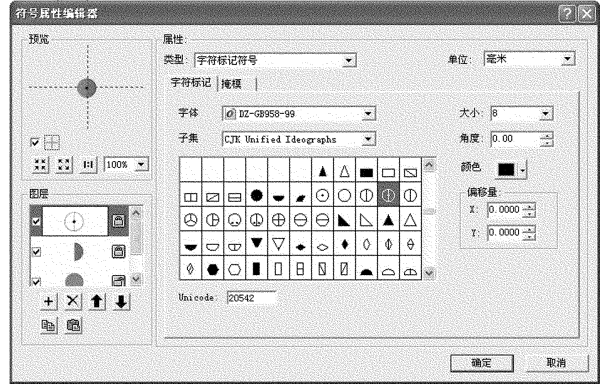 符号属性编辑器
预览
100%
图层
属性:
类型: 字符标记符号
单位: 毫米
字符标记 掩模
字体 DZ-GB958-99
大小: 8
子集 CJK Unified Ideographs
角度: 0.00
颜色
偏移量
X: 0.0000
Y: 0.0000
Unicode: 20542
确定 取消